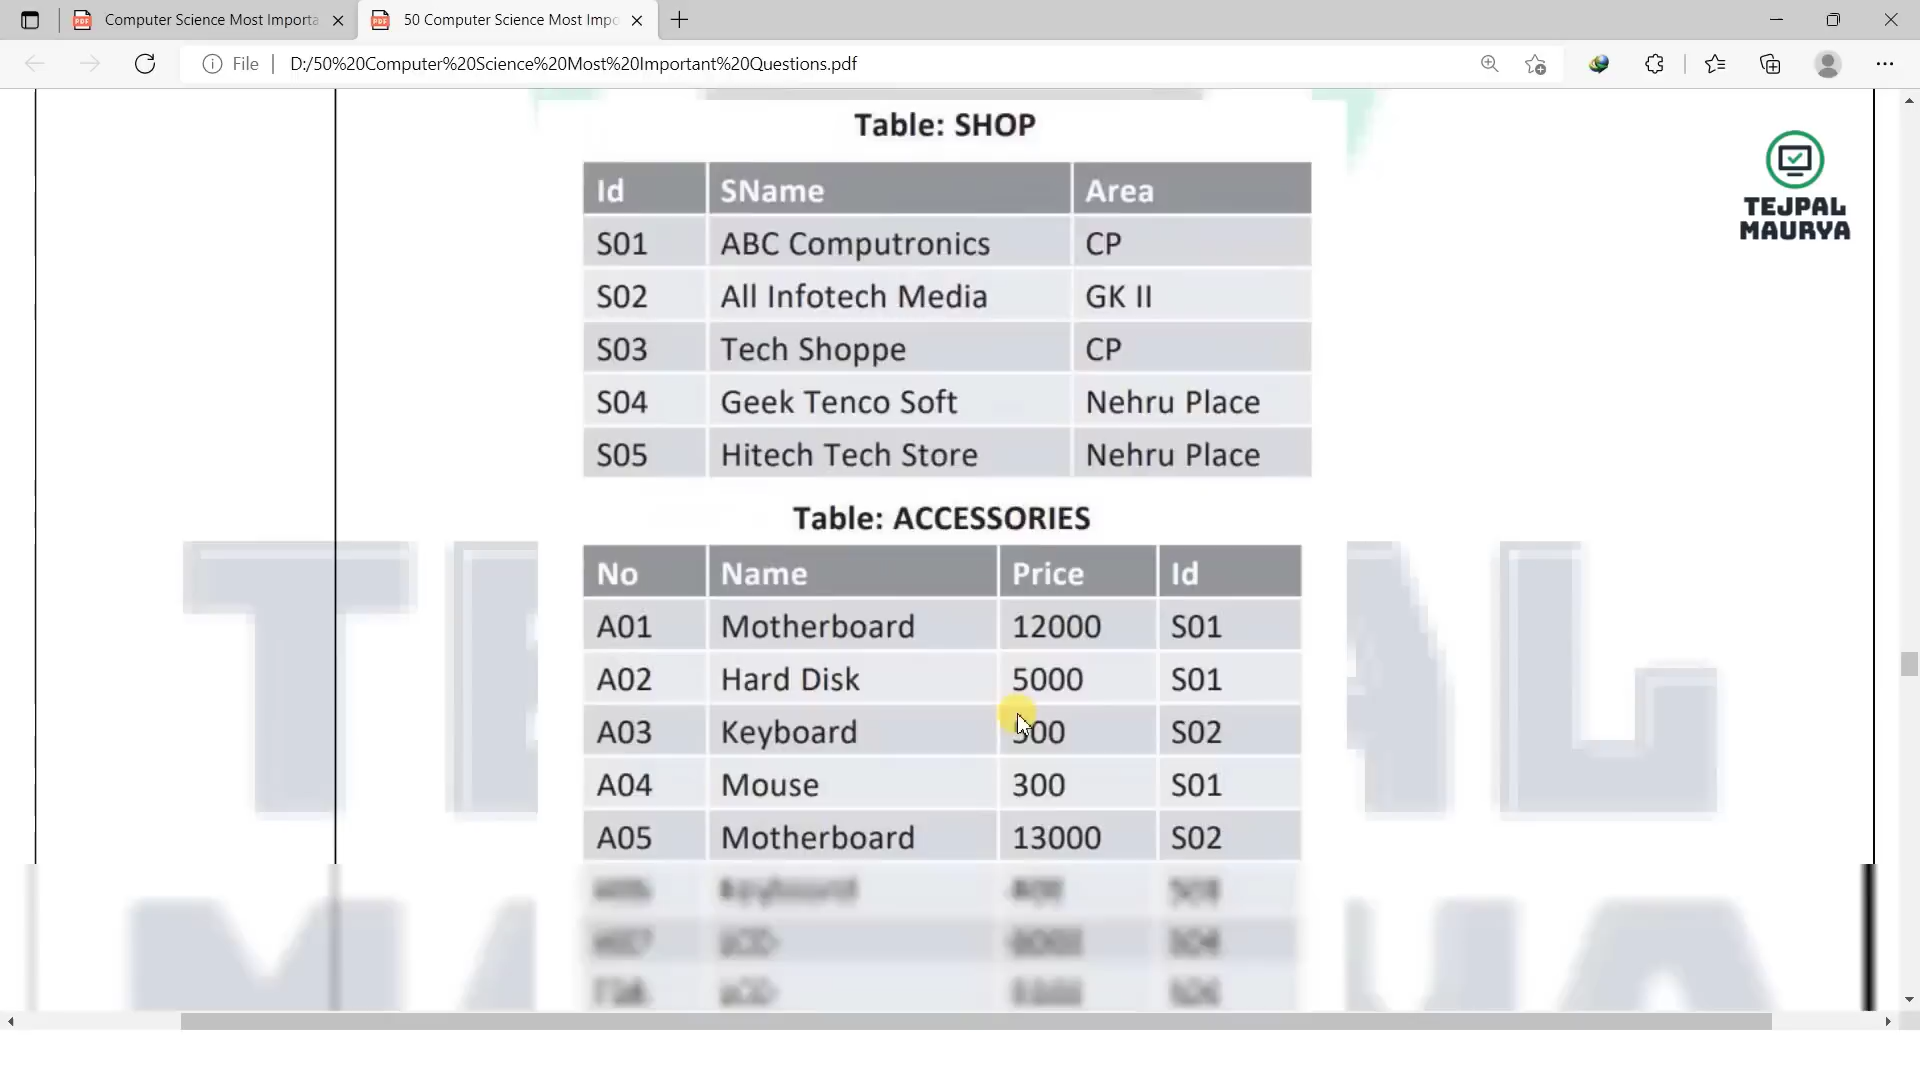 Computer Science Most Importa
50 Computer Science Most Impo
File
D:/50%20Computer%20Science%20Most%20Important%20Questions.pdf
Table: SHOP
TEJPAL
MAURYA
Id SName Area
S01 ABC Computronics CP
S02 All Infotech Media GK II
S03 Tech Shoppe CP
S04 Geek Tenco Soft Nehru Place
S05 Hitech Tech Store Nehru Place
Table: ACCESSORIES
No Name Price Id
A01 Motherboard 12000 S01
A02 Hard Disk 5000 S01
A03 Keyboard 500 S02
A04 Mouse 300 S01
A05 Motherboard 13000 S02
Keyboard
LCD
LCD